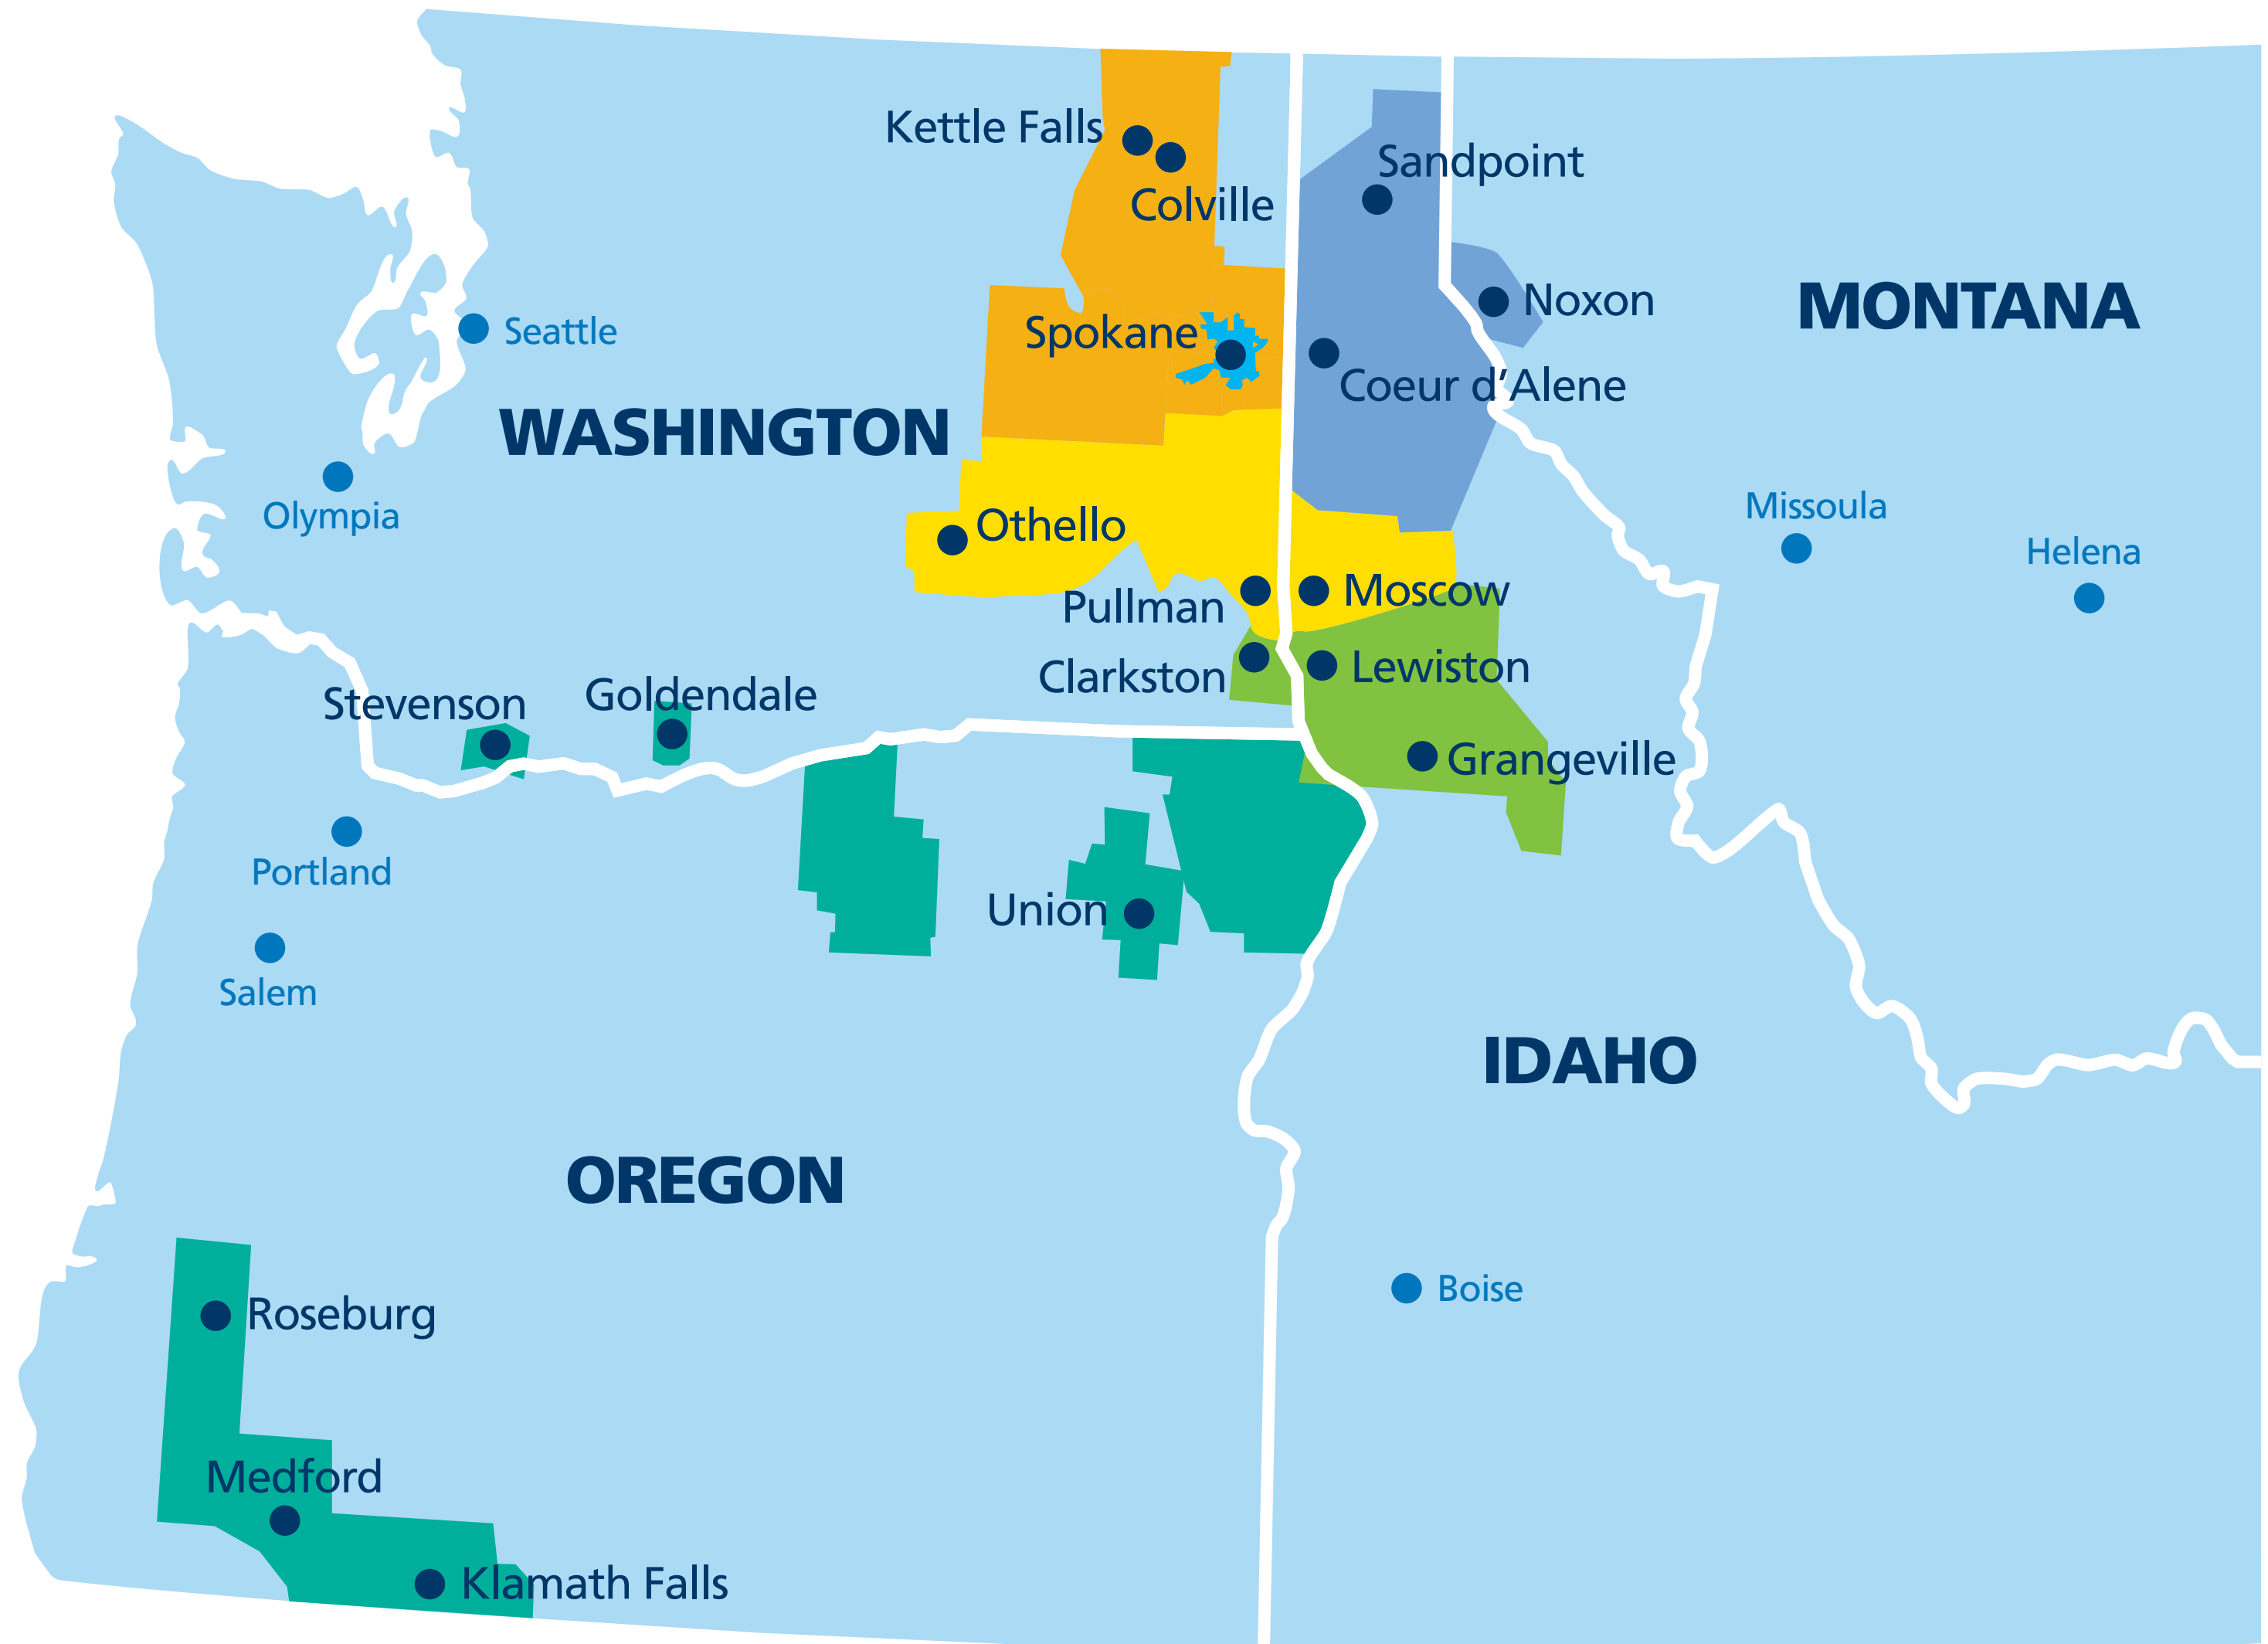 Kettle Falls
Sandpoint
Colville
Noxon
MONTANA
Seattle
Spokane
Coeur d’Alene
WASHINGTON
Olympia
Othello
Missoula
Helena
Pullman
Moscow
Clarkston
Lewiston
Stevenson
Goldendale
Grangeville
Portland
Union
Salem
IDAHO
OREGON
Boise
Roseburg
Medford
Klamath Falls